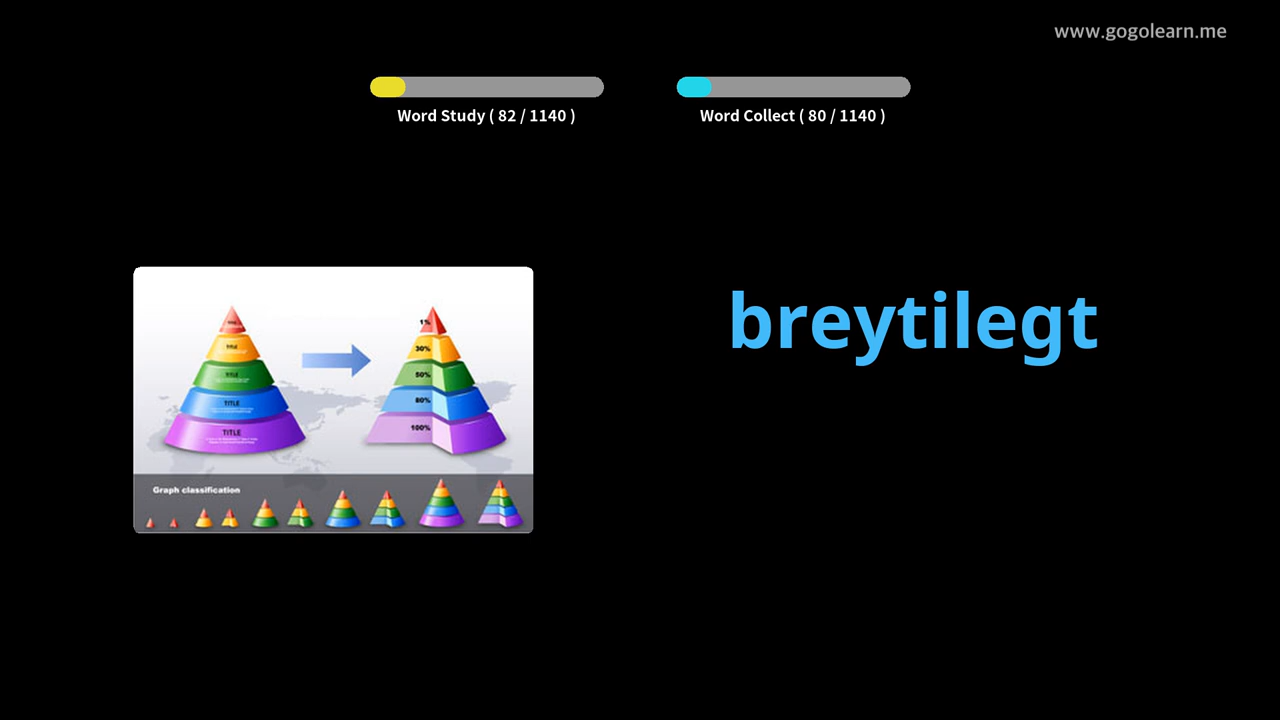 www.gogolearn.me
Word Study ( 82 / 1140 )
Word Collect ( 80 / 1140 )
breytilegt
TITLE
TITLE
TITLE
TITLE
1%
30%
50%
80%
100%
Graph classification